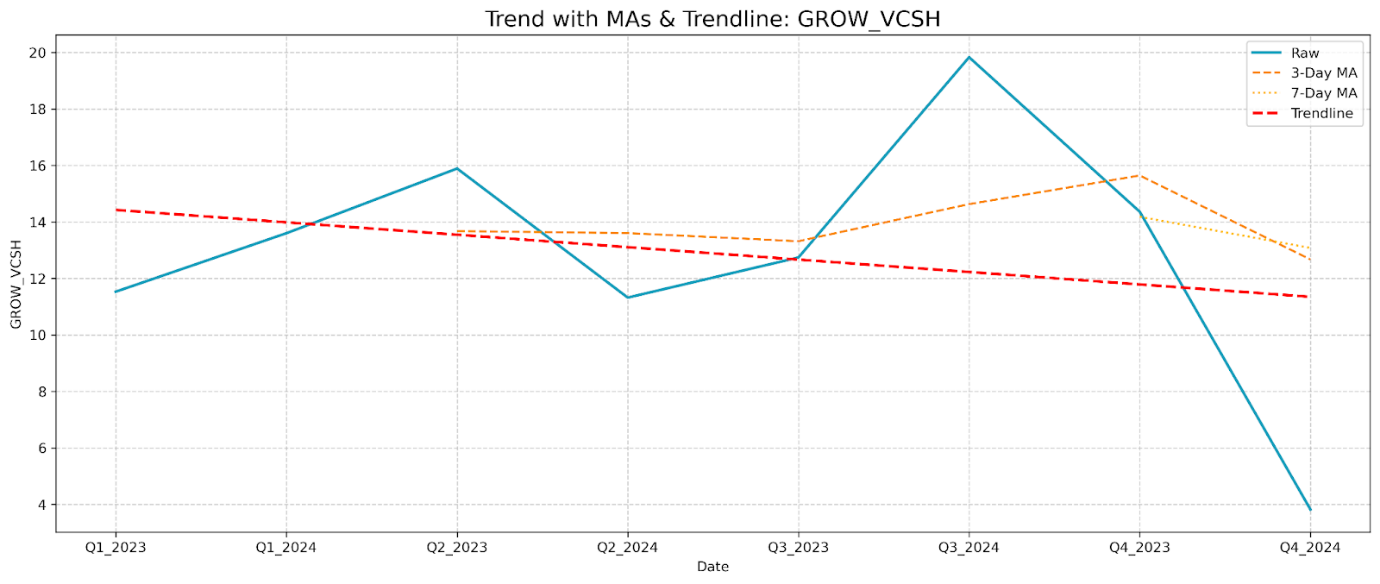 Trend with MAs & Trendline: GROW_VCSH
Raw
3-Day MA
7-Day MA
Trendline
GROW_VCSH
20
18
16
14
12
10
8
6
4
Q1_2023 Q1_2024 Q2_2023 Q2_2024 Q3_2023 Q3_2024 Q4_2023 Q4_2024
Date